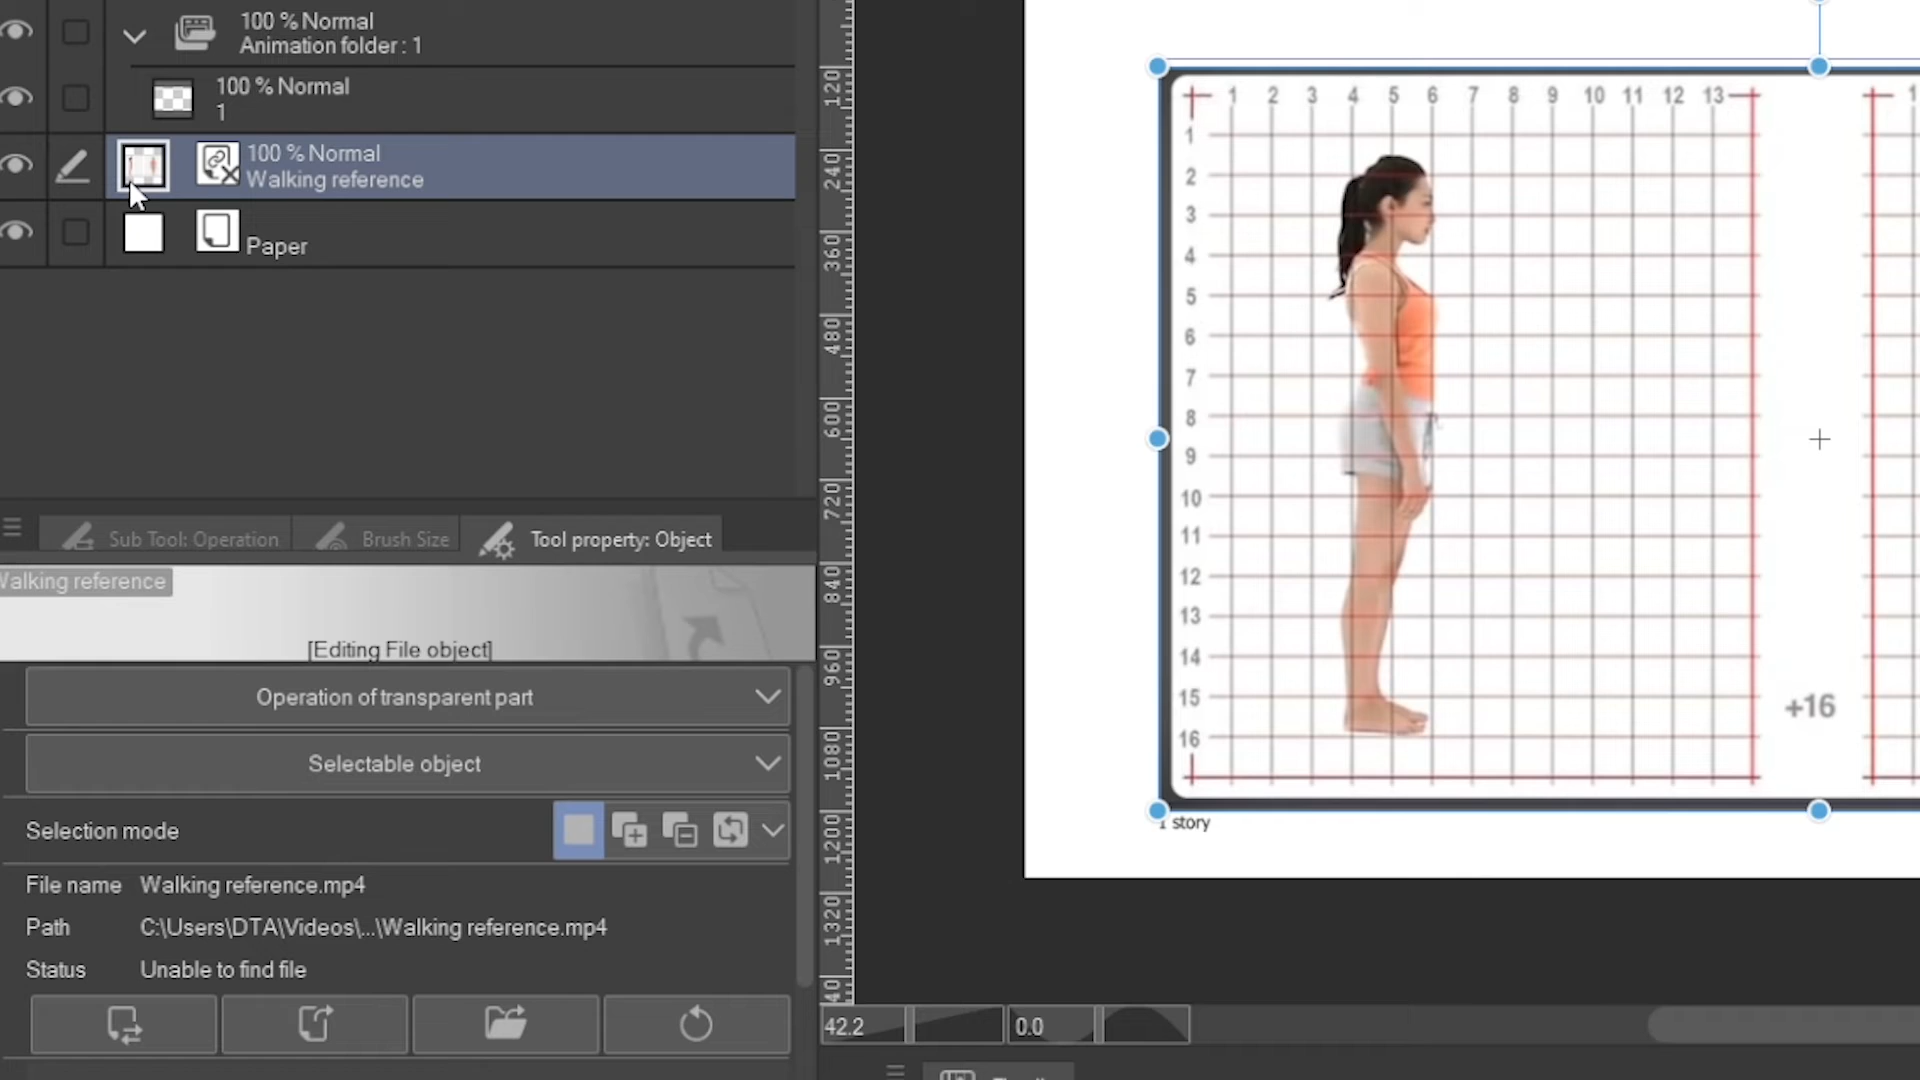 100 % Normal
Animation folder : 1
100 % Normal
1
100 % Normal
Walking reference
Paper
Sub Tool: Operation
Brush Size
Tool property: Object
Walking reference
[Editing File object]
Operation of transparent part
Selectable object
Selection mode
File name Walking reference.mp4
Path C:\Users\DTA\Videos\...\Walking reference.mp4
Status Unable to find file
120
240
360
480
600
720
840
960
1080
1200
1320
40
1 2 3 4 5 6 7 8 9 10 11 12 13
1
1
2
3
4
5
6
7
8
9
10
11
12
13
14
15
16
+16
1 story
42.2
0.0